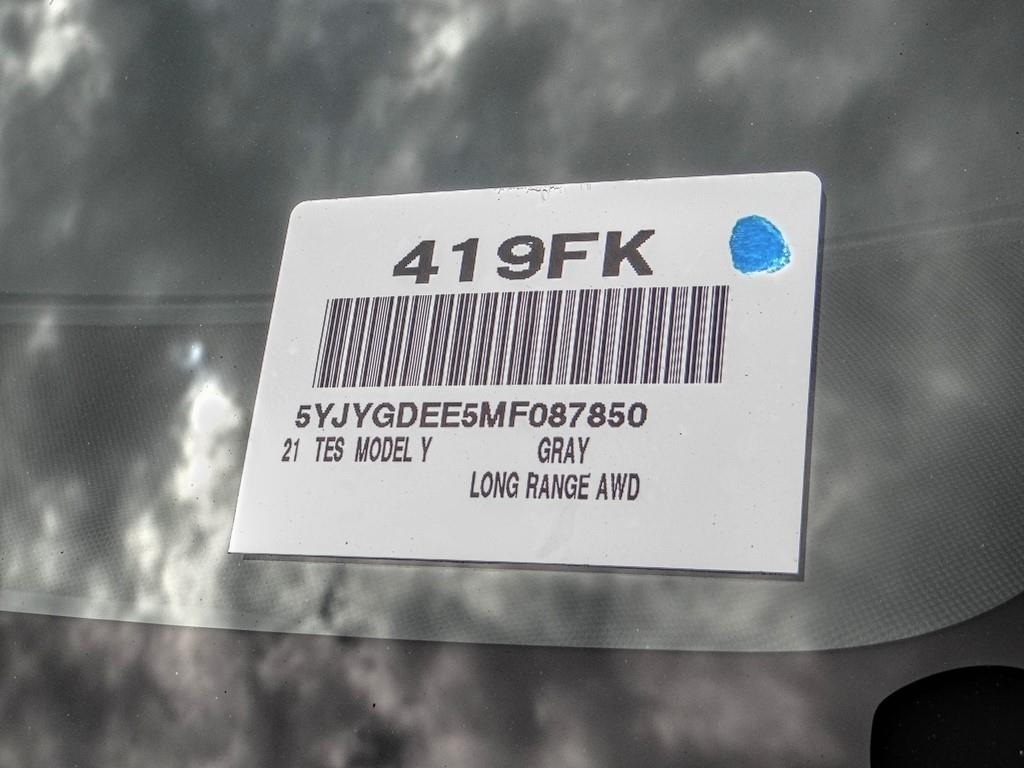 419FK
5YJYGDEE5MF087850
21 TES MODEL Y GRAY
LONG RANGE AWD